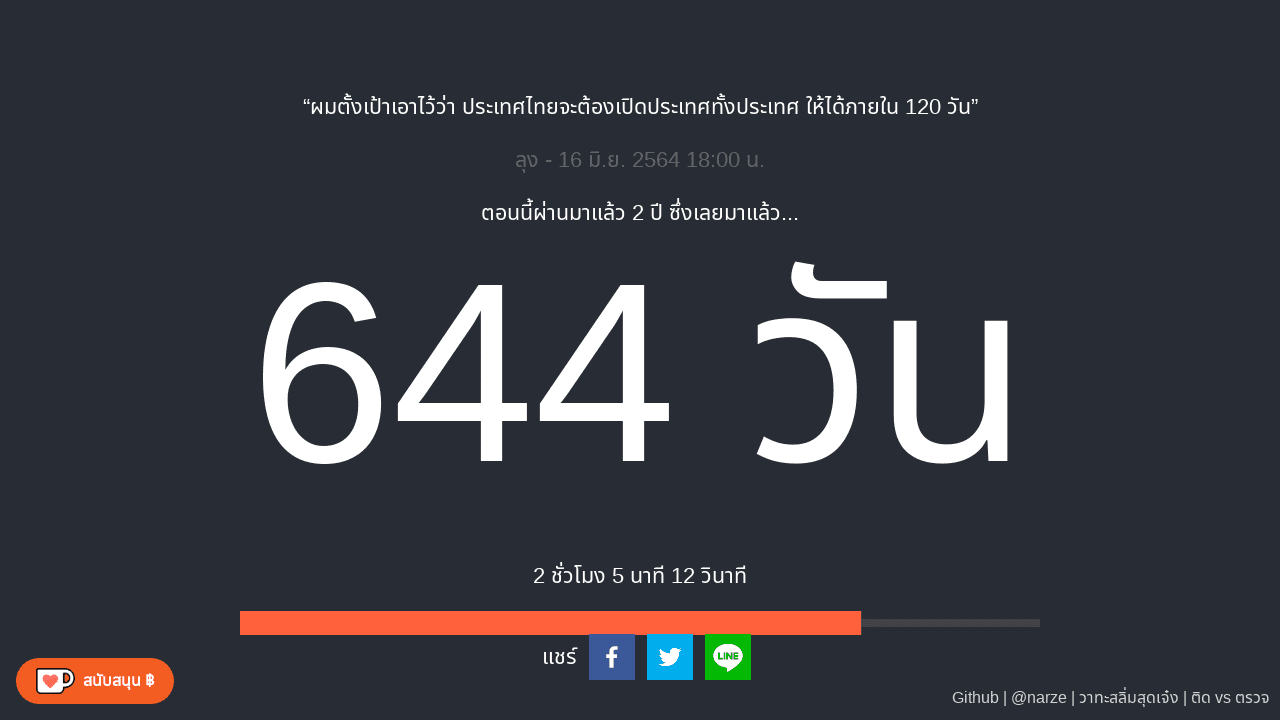 “ผมตั้งเป้าเอาไว้ว่า ประเทศไทยจะต้องเปิดประเทศทั้งประเทศ ให้ได้ภายใน 120 วัน”
ลุง - 16 มิ.ย. 2564 18:00 น.
ตอนนี้ผ่านมาแล้ว 2 ปี ซึ่งเลยมาแล้ว...
644 วัน
2 ชั่วโมง 5 นาที 12 วินาที
แชร์
LINE
สนับสนุน ฿
Github | @narze | วาทะสลิ่มสุดเจ๋ง | ติด vs ตรวจ